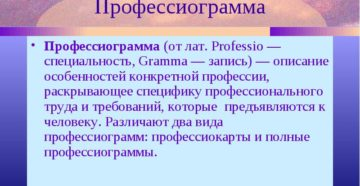 Профессиограмма
• Профессиограмма (от лат. Professio —
специальность, Gramma — запись) — описание
особенностей конкретной профессии,
раскрывающее специфику профессионального
труда и требований, которые  предъявляются к
человеку. Различают два вида
профессиограмм: профессиокарты и полные
профессиограммы.